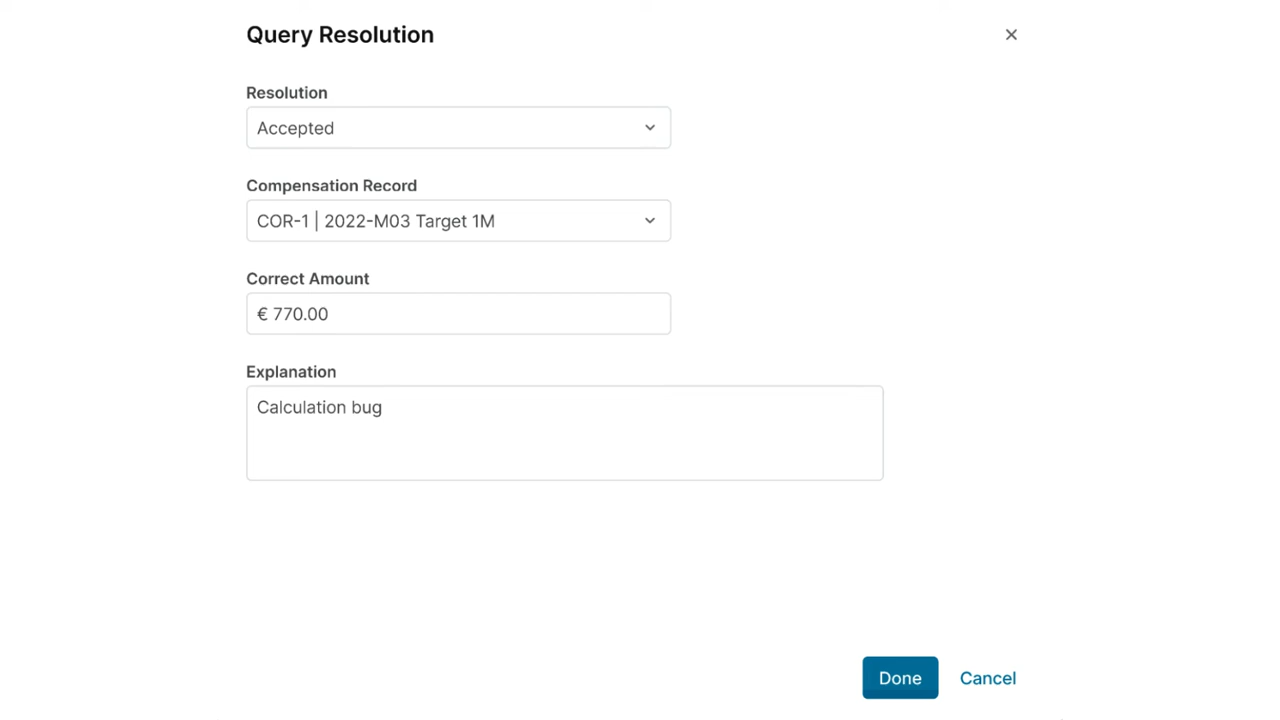 Query Resolution
Resolution
Accepted
Compensation Record
COR-1 | 2022-M03 Target 1M
Correct Amount
€ 770.00
Explanation
Calculation bug
Done
Cancel